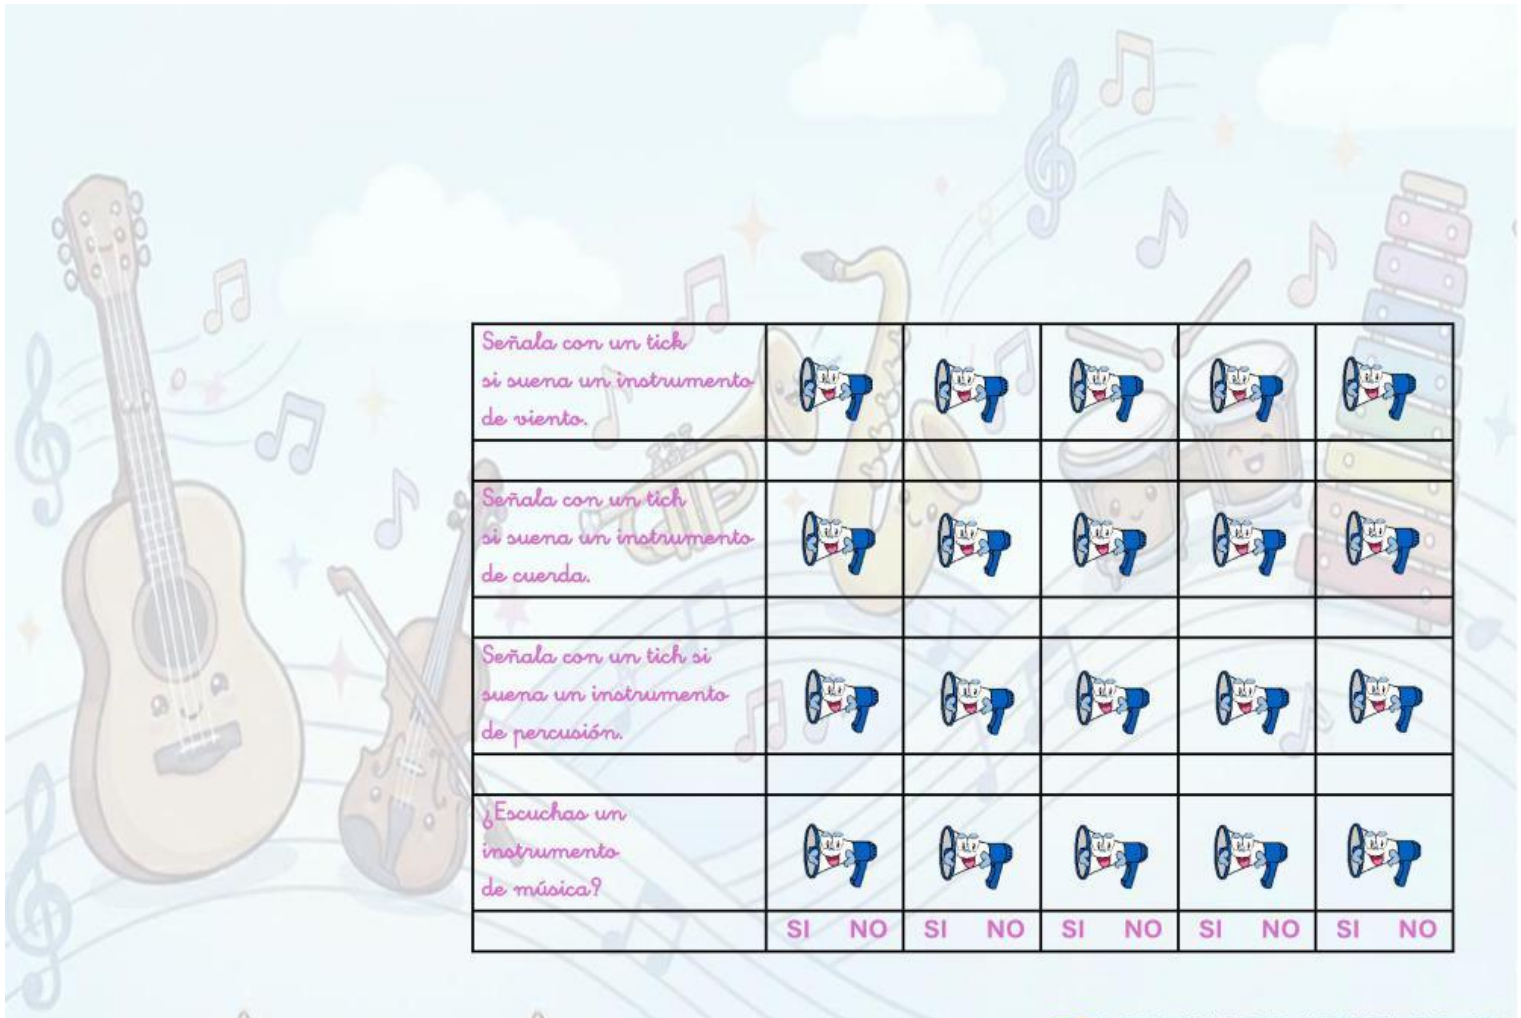 Señala con un tick
si suena un instrumento
de viento.
Señala con un tich
si suena un instrumento
de cuerda.
Señala con un tich si
suena un instrumento
de percusión.
¿Escuchas un
instrumento
de música?
SI NO SI NO SI NO SI NO SI NO